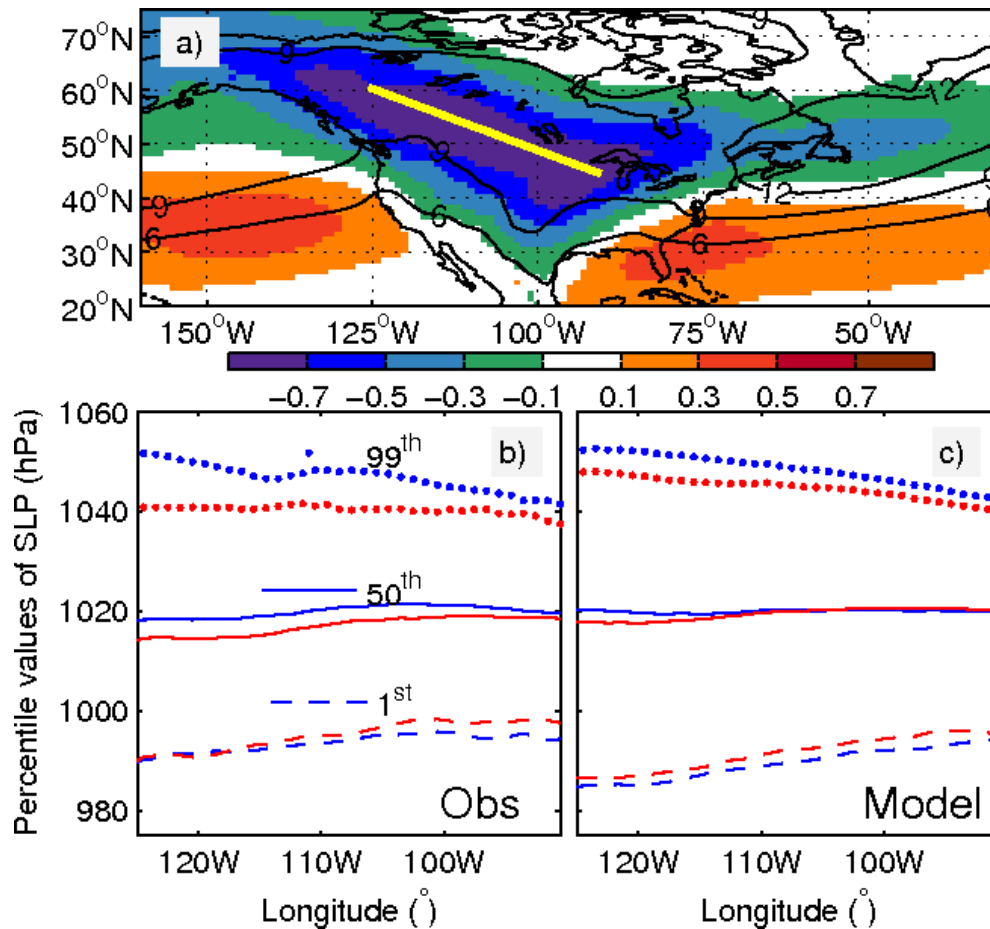 a)
70°N
60°N
50°N
40°N
30°N
20°N
9
9
9
9
12
12
9
6
6
9
6
150°W 125°W 100°W 75°W 50°W
−0.7 −0.5 −0.3 −0.1 0.1 0.3 0.5 0.7
Percentile values of SLP (hPa)
1060
1040
1020
1000
980
b)
99th
50th
1st
Obs
120W 110W 100W
Longitude (°)
c)
Model
120W 110W 100W
Longitude (°)